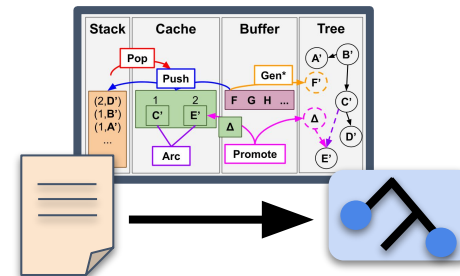 Stack Cache Buffer Tree
Pop
Push
Gen*
A' B'
F'
(2,D')
(1,B')
(1,A')
...
1 2
C' E'
F G H ...
Δ
Δ
C'
D'
E'
Arc
Promote